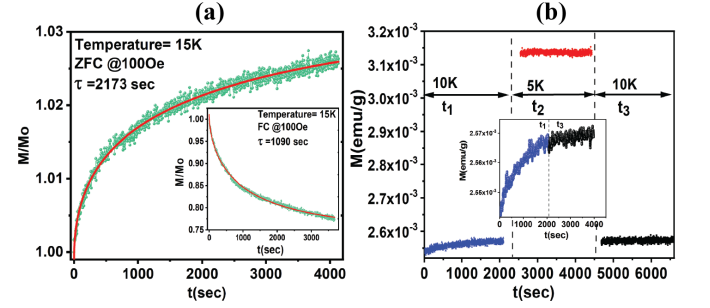 (a)
1.03
1.02
1.01
1.00
M/Mo
Temperature= 15K
ZFC @100Oe
τ =2173 sec
1.00
0.95
0.90
0.85
0.80
0.75
M/Mo
Temperature= 15K
FC @100Oe
τ =1090 sec
0 1000 2000 3000
t(sec)
0 1000 2000 3000 4000
t(sec)
(b)
3.2x10⁻³
3.1x10⁻³
3.0x10⁻³
2.9x10⁻³
2.8x10⁻³
2.7x10⁻³
2.6x10⁻³
M(emu/g)
10K 5K 10K
t₁ t₂ t₃
2.67x10⁻³
2.66x10⁻³
2.55x10⁻³
M(emu/g)
t₁ t₃
0 1000 2000 3000 4000
t(sec)
0 1000 2000 3000 4000 5000 6000
t(sec)